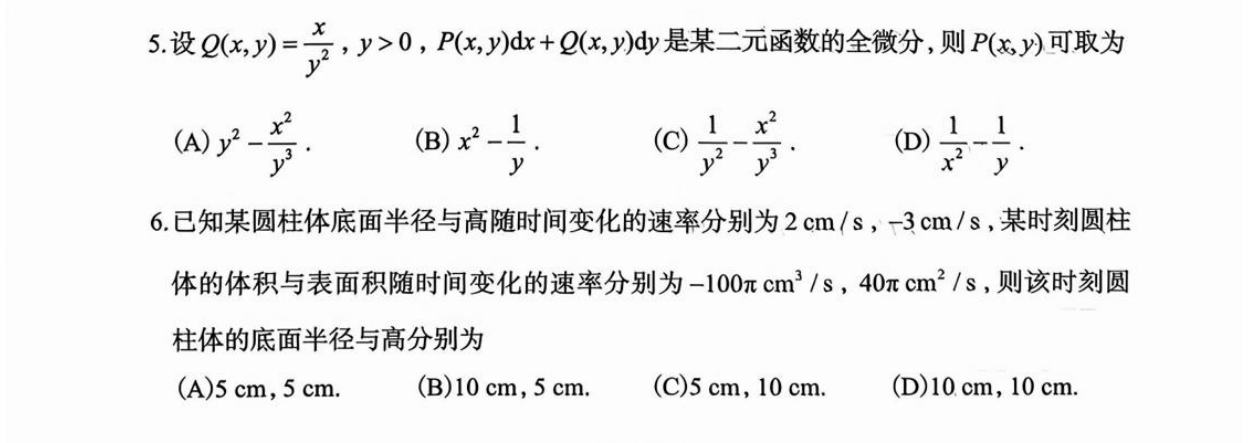 5.设 Q(x,y)=x/y², y>0, P(x,y)dx+Q(x,y)dy 是某二元函数的全微分,则 P(x,y) 可取为
(A) y² - x²/y³. (B) x² - 1/y. (C) 1/y² - x²/y³. (D) 1/x² - 1/y.
6.已知某圆柱体底面半径与高随时间变化的速率分别为 2 cm/s, -3 cm/s,某时刻圆柱
体的体积与表面积随时间变化的速率分别为 -100π cm³/s, 40π cm²/s,则该时刻圆
柱体的底面半径与高分别为
(A)5 cm, 5 cm. (B)10 cm, 5 cm. (C)5 cm, 10 cm. (D)10 cm, 10 cm.